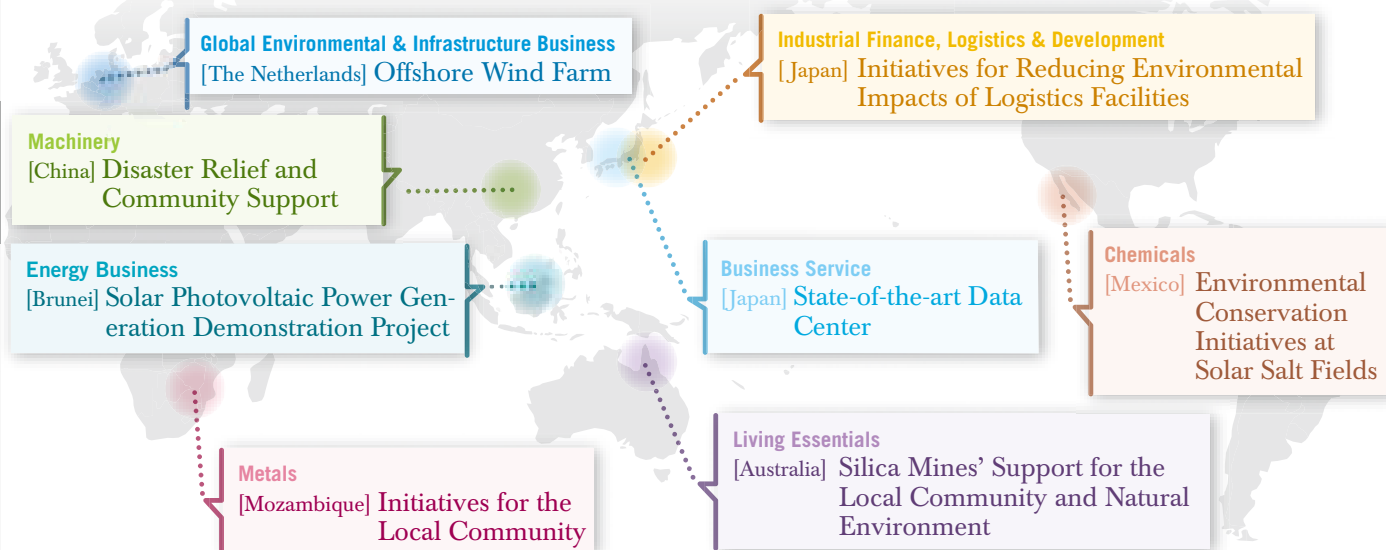 Global Environmental & Infrastructure Business
[The Netherlands] Offshore Wind Farm
Industrial Finance, Logistics & Development
[Japan] Initiatives for Reducing Environmental
Impacts of Logistics Facilities
Machinery
[China] Disaster Relief and
Community Support
Energy Business
[Brunei] Solar Photovoltaic Power Gen-
eration Demonstration Project
Business Service
[Japan] State-of-the-art Data
Center
Chemicals
[Mexico] Environmental
Conservation
Initiatives at
Solar Salt Fields
Metals
[Mozambique] Initiatives for the
Local Community
Living Essentials
[Australia] Silica Mines’ Support for the
Local Community and Natural
Environment